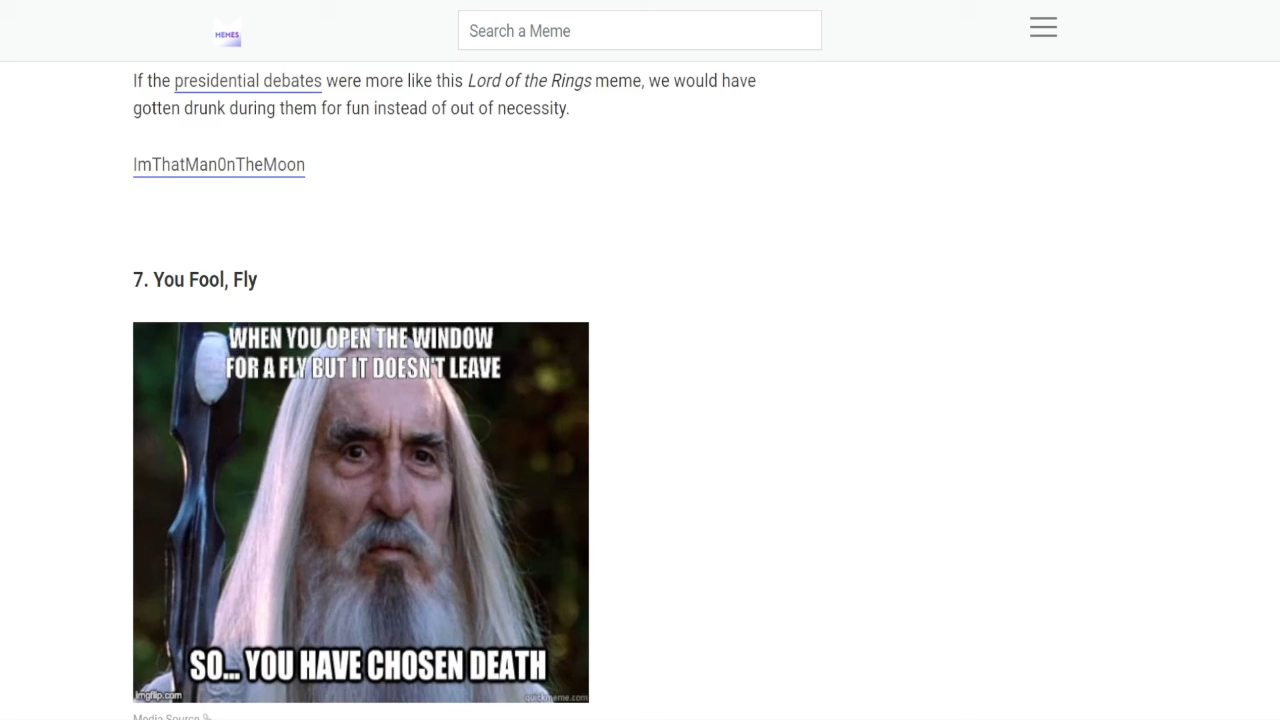 MEMES
Search a Meme
If the presidential debates were more like this Lord of the Rings meme, we would have
gotten drunk during them for fun instead of out of necessity.
ImThatMan0nTheMoon
7. You Fool, Fly
WHEN YOU OPEN THE WINDOW
FOR A FLY BUT IT DOESN'T LEAVE
SO... YOU HAVE CHOSEN DEATH
imgflip.com
quickmeme.com
Media Source